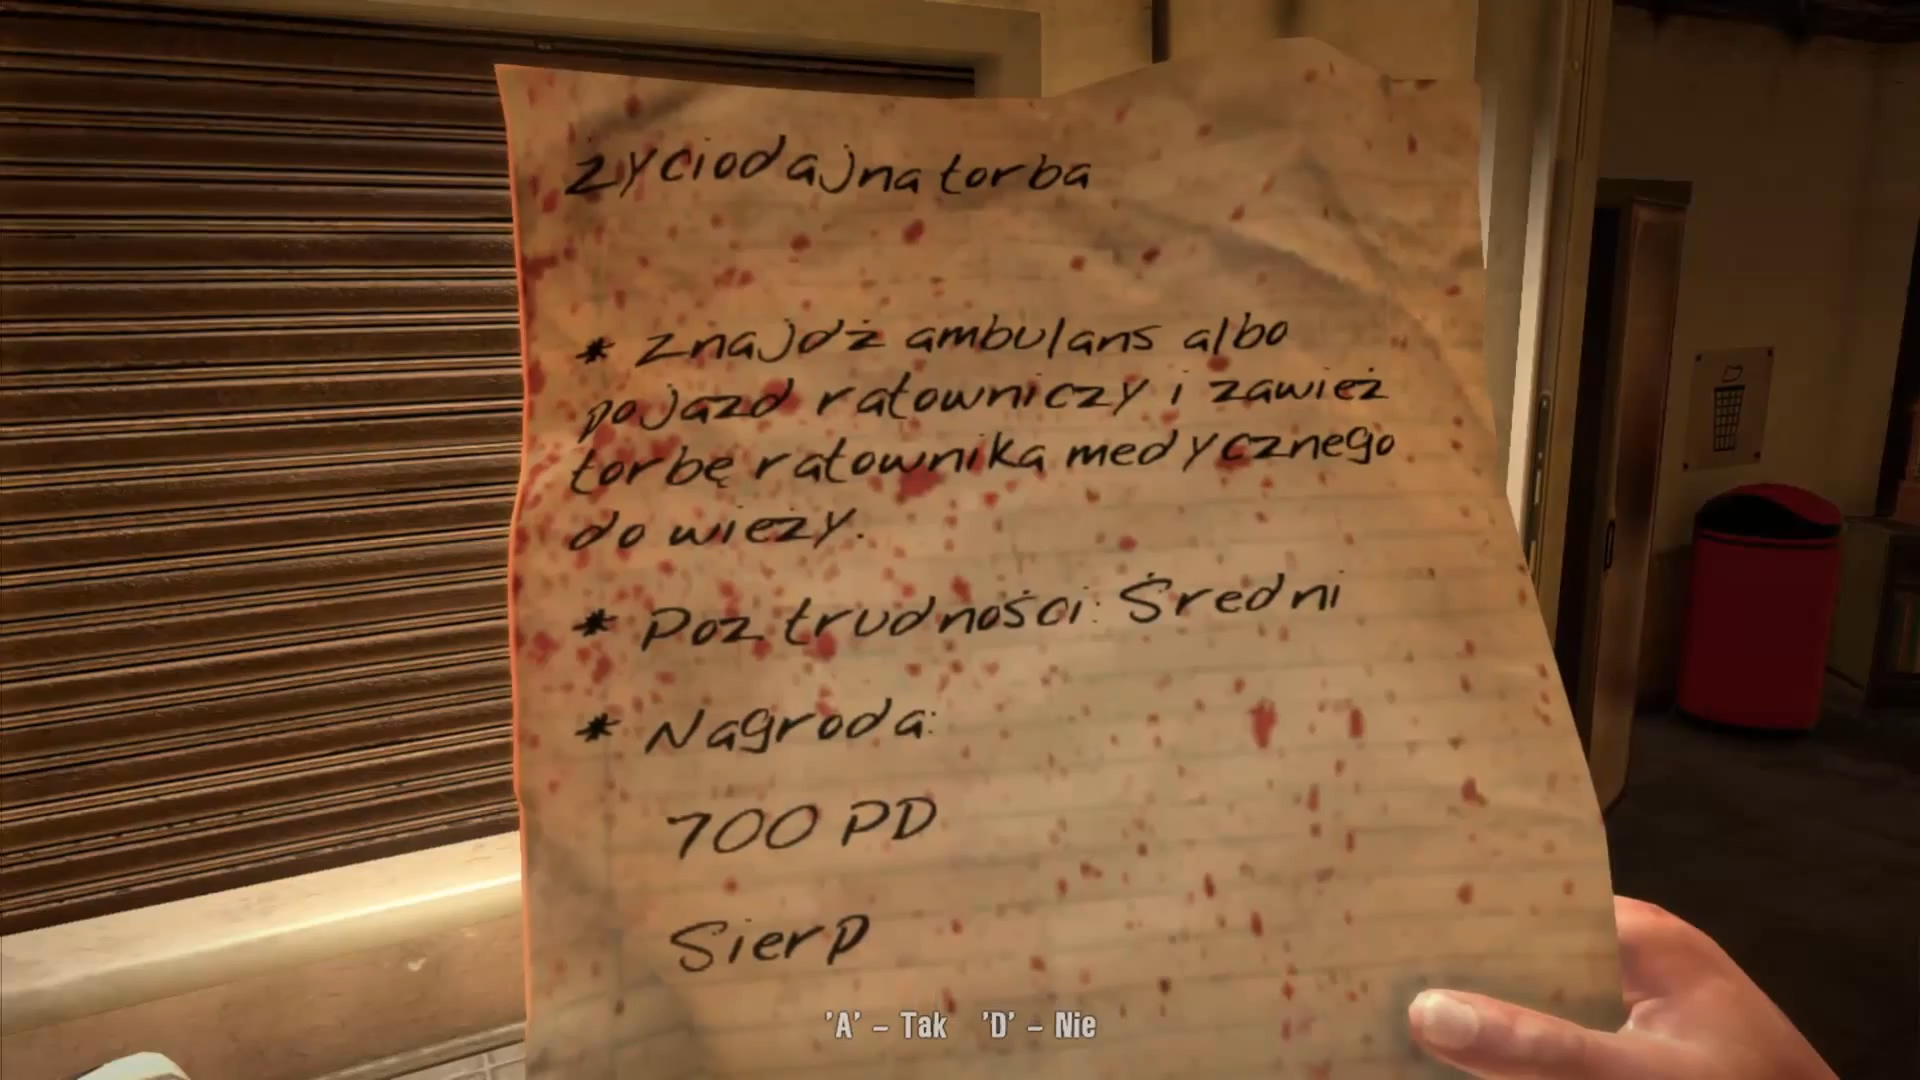 Życiodajna torba
* Znajdź ambulans albo
pojazd ratowniczy i zawieź
torbę ratownika medycznego
do wieży.
* Poz trudności: Średni
* Nagroda:
700 PD
Sierp
'A' – Tak 'D' – Nie